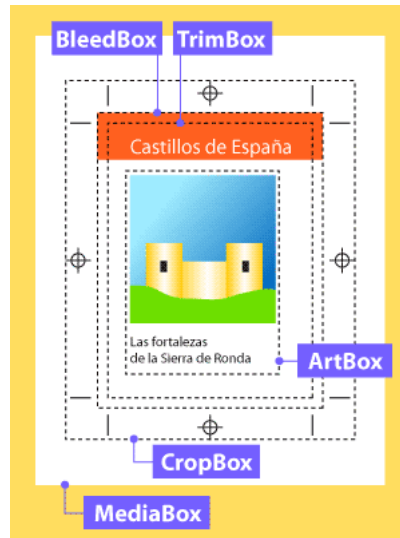 BleedBox
TrimBox
Castillos de España
Las fortalezas
de la Sierra de Ronda
ArtBox
CropBox
MediaBox